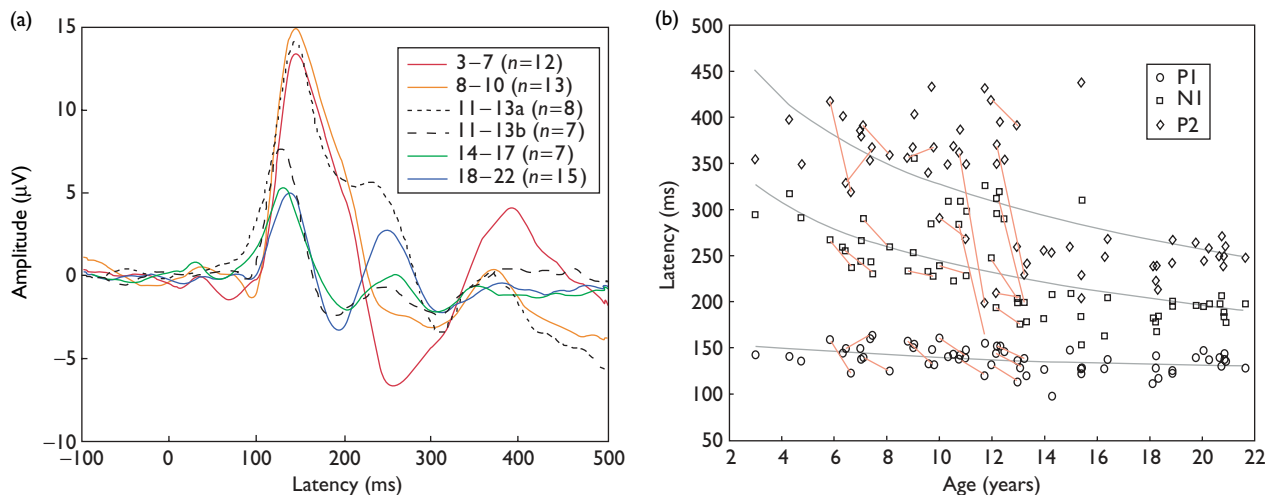 (a)
15
10
5
0
−5
−10
−100
0
100
200
300
400
500
Amplitude (μV)
Latency (ms)
3−7 (n=12)
8−10 (n=13)
11−13a (n=8)
11−13b (n=7)
14−17 (n=7)
18−22 (n=15)
(b)
500
450
400
350
300
250
200
150
100
50
2
4
6
8
10
12
14
16
18
20
22
Latency (ms)
Age (years)
P1
N1
P2